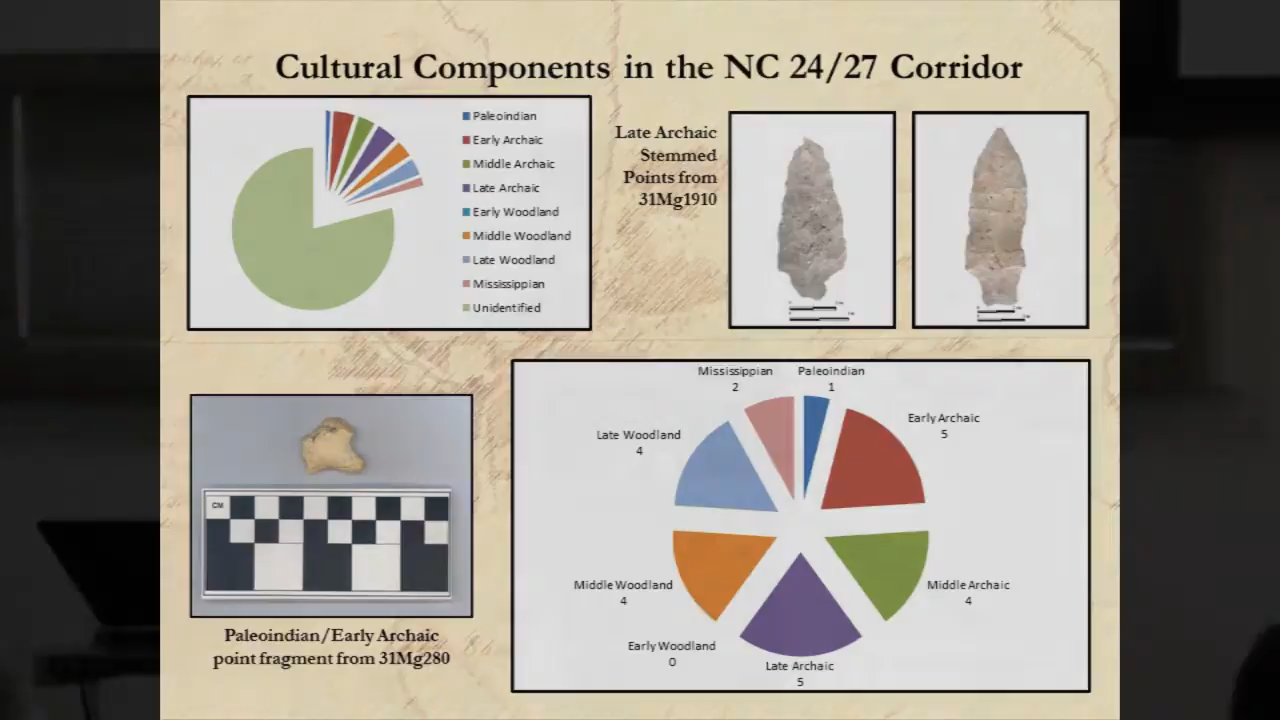 Cultural Components in the NC 24/27 Corridor
Paleoindian
Early Archaic
Middle Archaic
Late Archaic
Early Woodland
Middle Woodland
Late Woodland
Mississippian
Unidentified
Late Archaic
Stemmed
Points from
31Mg1910
CM
Paleoindian/Early Archaic
point fragment from 31Mg280
Mississippian
2
Paleoindian
1
Early Archaic
5
Late Woodland
4
Middle Woodland
4
Middle Archaic
4
Early Woodland
0
Late Archaic
5